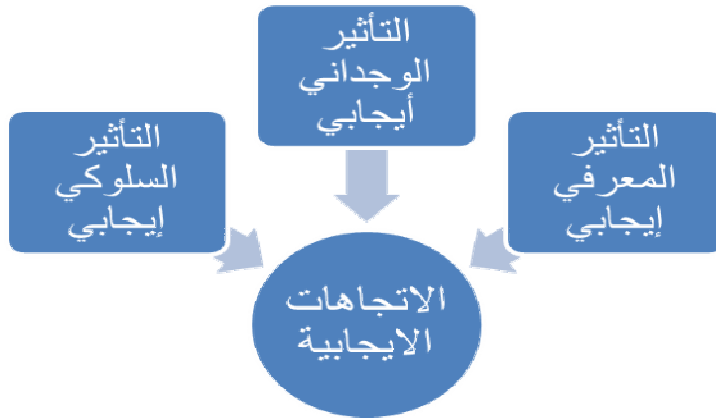 التأثير
المعرفي
إيجابي
التأثير
الوجداني
أيجابي
التأثير
السلوكي
إيجابي
الاتجاهات
الايجابية